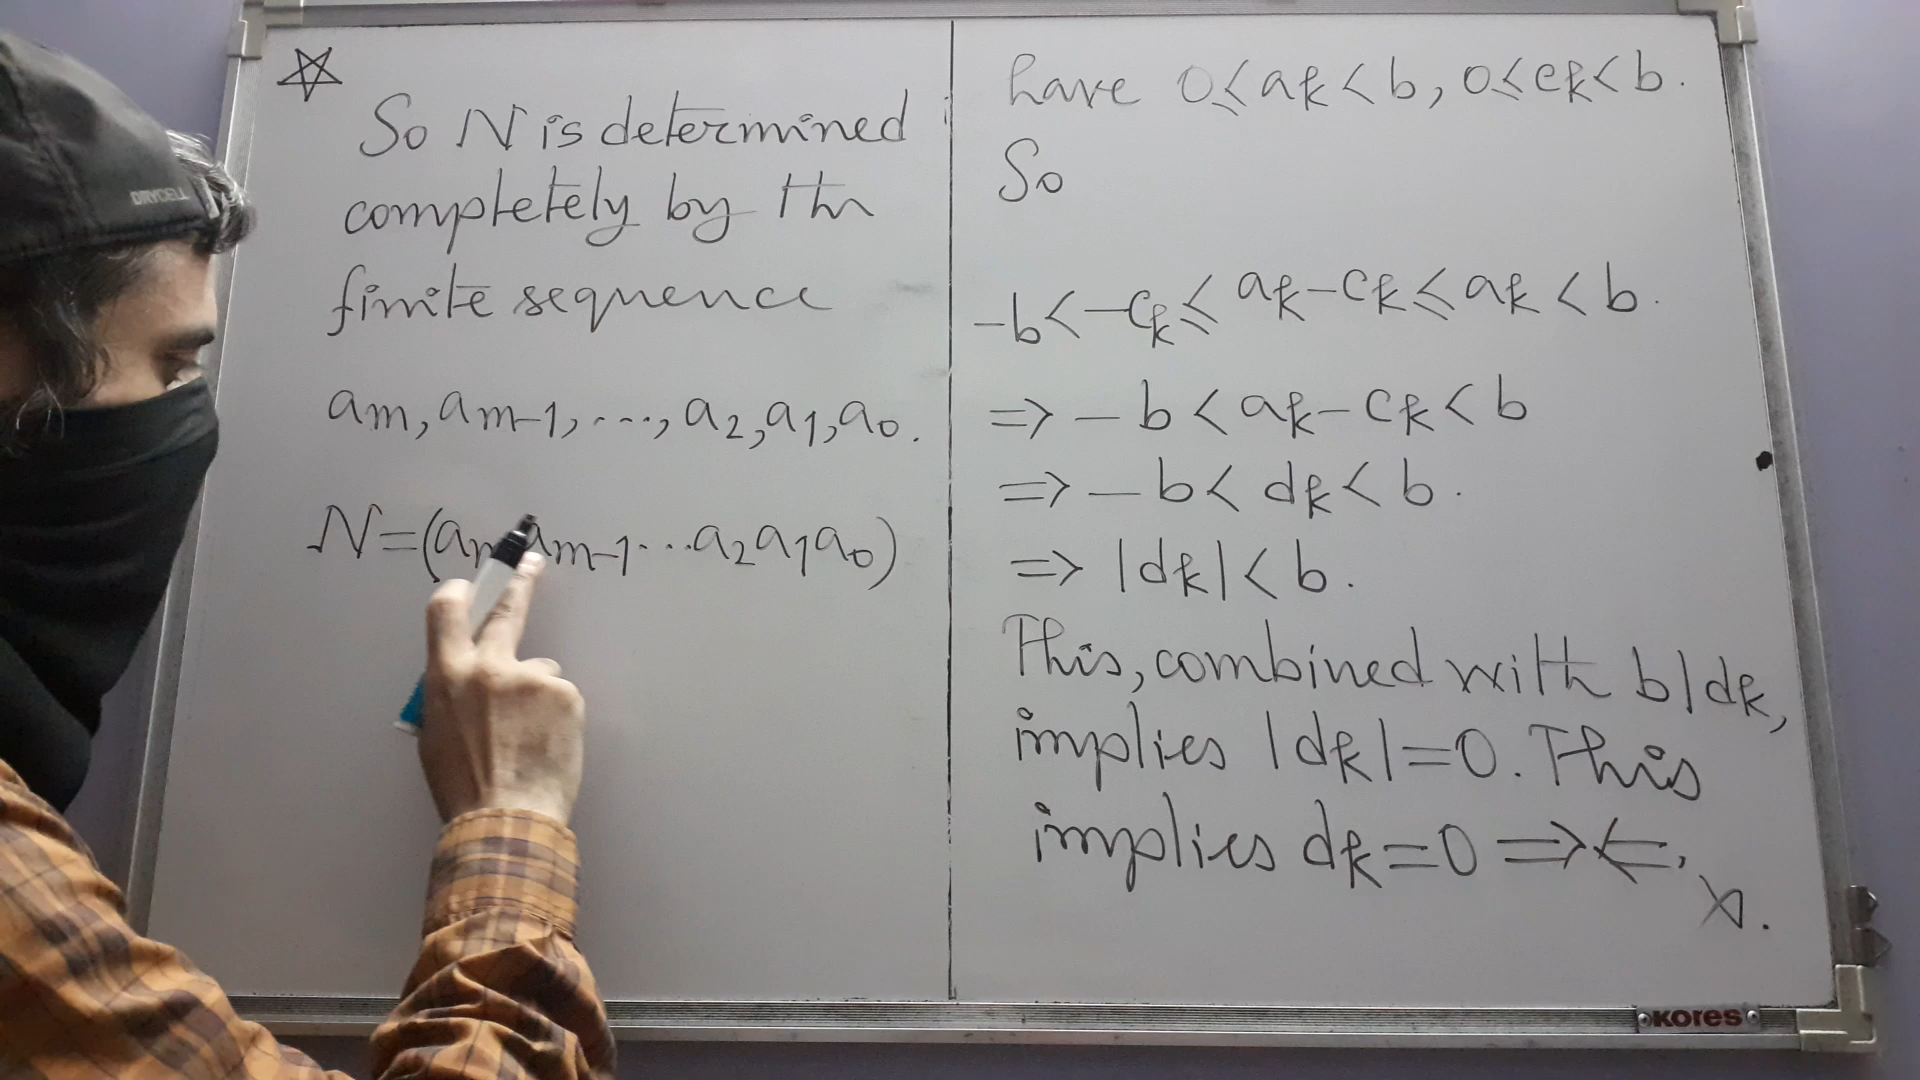 So N is determined
completely by the
finite sequence
am, am-1, ..., a2, a1, a0.
N=(am am-1 ... a2 a1 a0)
have 0≤ak<b, 0≤ck<b.
So
-b<-ck≤ak-ck≤ak<b.
=> -b<ak-ck<b
=> -b<dk<b.
=> |dk|<b.
This, combined with b|dk,
implies |dk|=0. This
implies dk=0 =><=.
DRYCELL
KORES